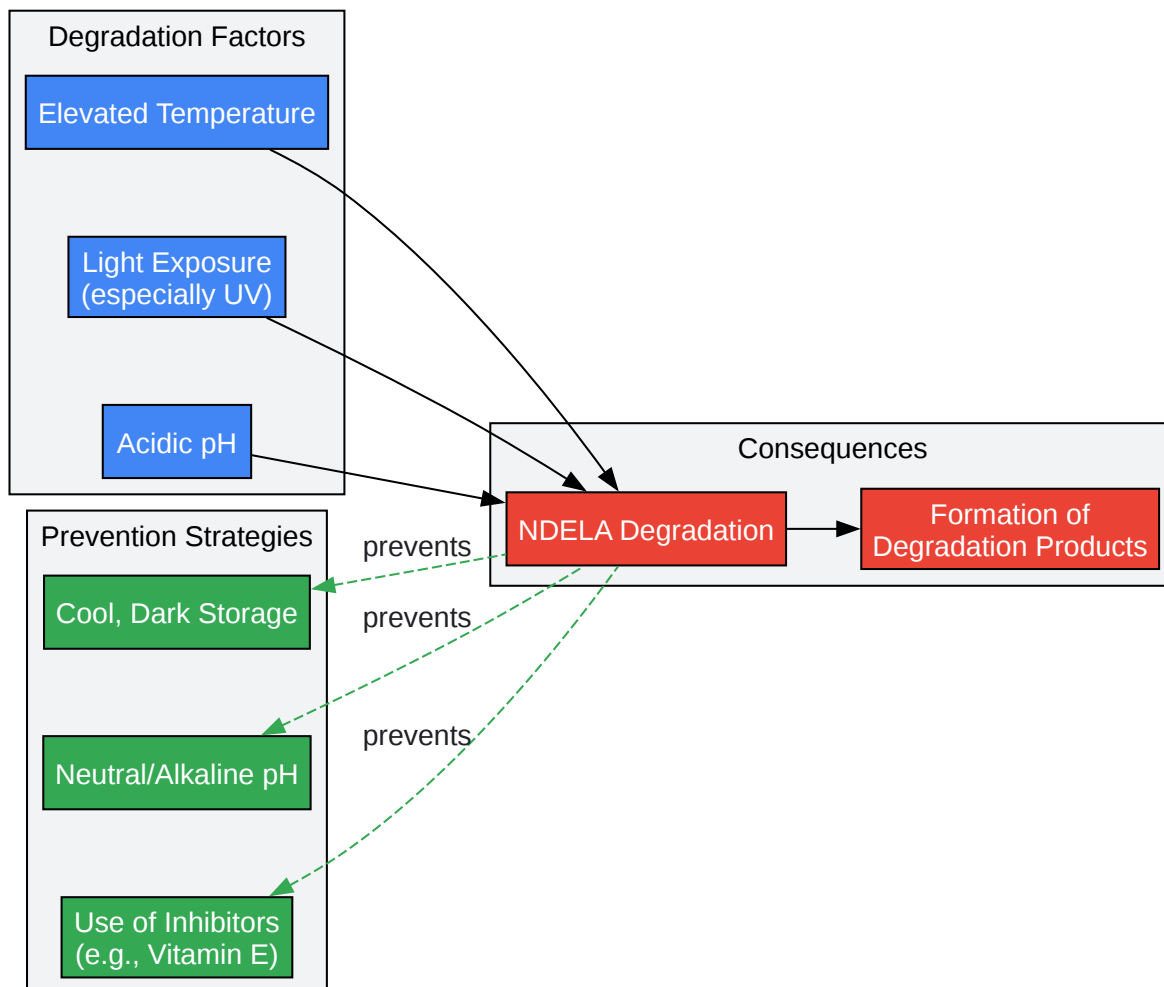 Degradation Factors
Elevated Temperature
Light Exposure
(especially UV)
Acidic pH
Consequences
NDELA Degradation
Formation of
Degradation Products
Prevention Strategies
prevents
Cool, Dark Storage
prevents
Neutral/Alkaline pH
prevents
Use of Inhibitors
(e.g., Vitamin E)